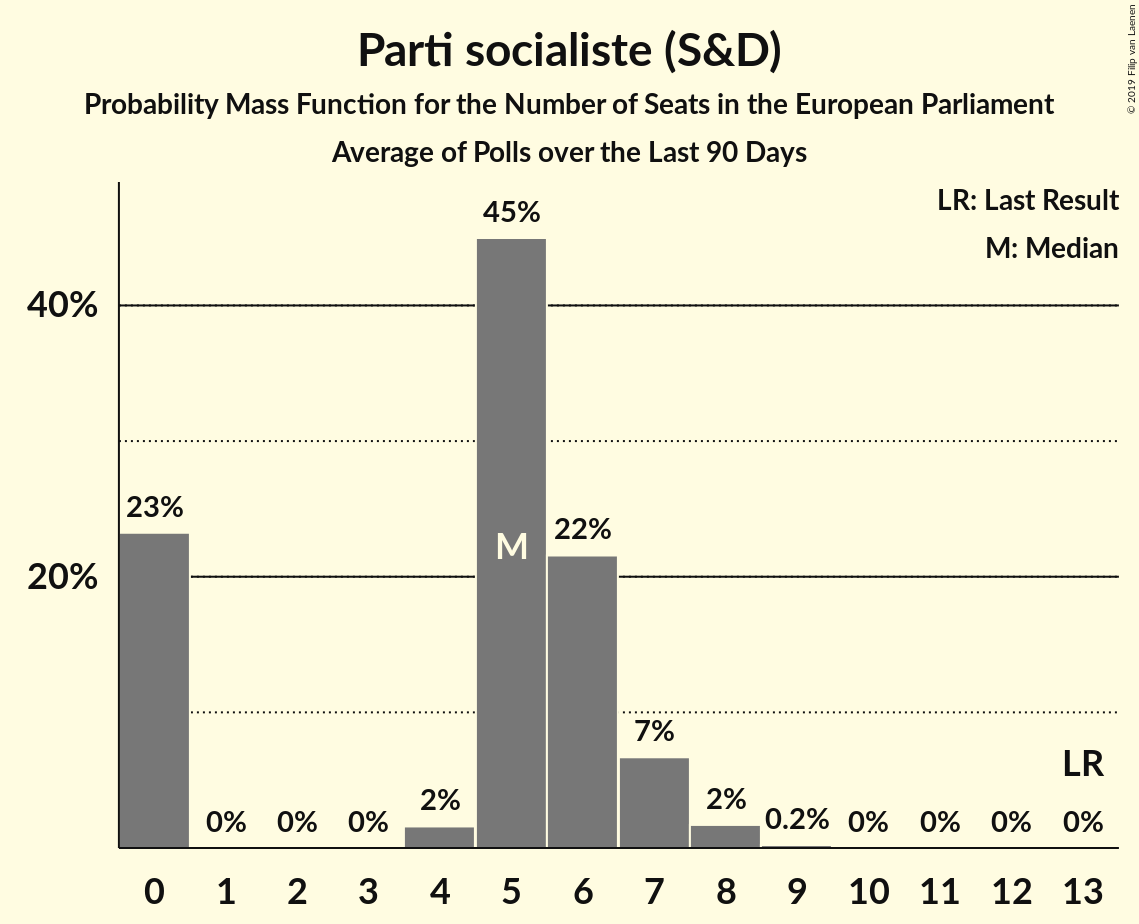 Parti socialiste (S&D)
Probability Mass Function for the Number of Seats in the European Parliament
Average of Polls over the Last 90 Days
© 2019 Filip van Laenen
LR: Last Result
M: Median
40%
20%
23%
0%
0%
0%
2%
45%
M
22%
7%
2%
0.2%
0%
0%
0%
LR
0%
0 1 2 3 4 5 6 7 8 9 10 11 12 13